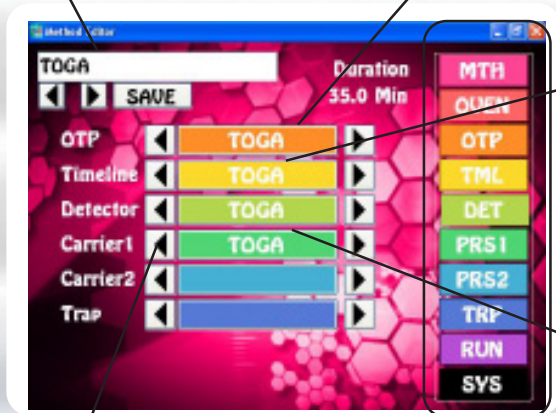 Method Editor
TOGA
Duration
SAVE
35.0 Min
OTP TOGA
Timeline TOGA
Detector TOGA
Carrier1 TOGA
Carrier2
Trap
MTH
OVEN
OTP
TML
DET
PRS1
PRS2
TRP
RUN
SYS